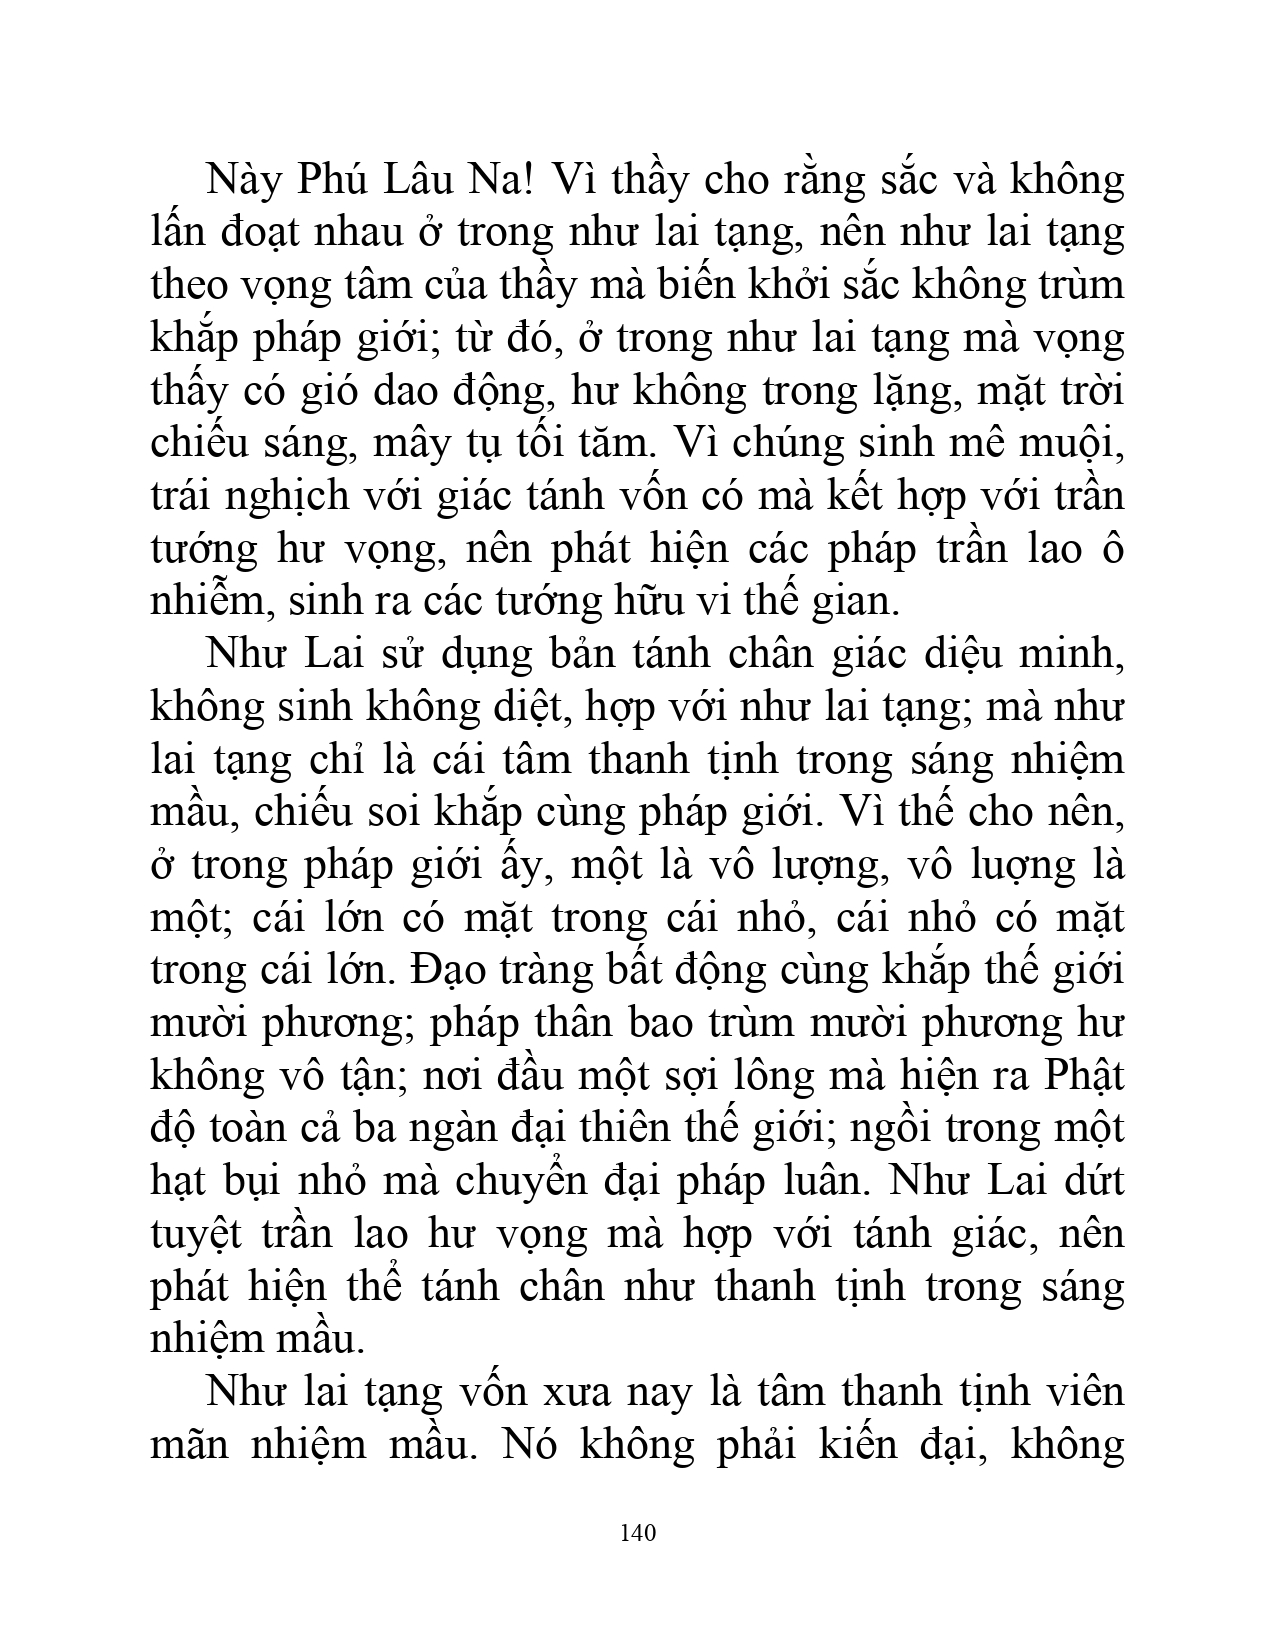 Này Phú Lâu Na! Vì thầy cho rằng sắc và không
lấn đoạt nhau ở trong như lai tạng, nên như lai tạng
theo vọng tâm của thầy mà biến khởi sắc không trùm
khắp pháp giới; từ đó, ở trong như lai tạng mà vọng
thấy có gió dao động, hư không trong lặng, mặt trời
chiếu sáng, mây tụ tối tăm. Vì chúng sinh mê muội,
trái nghịch với giác tánh vốn có mà kết hợp với trần
tướng hư vọng, nên phát hiện các pháp trần lao ô
nhiễm, sinh ra các tướng hữu vi thế gian.
Như Lai sử dụng bản tánh chân giác diệu minh,
không sinh không diệt, hợp với như lai tạng; mà như
lai tạng chỉ là cái tâm thanh tịnh trong sáng nhiệm
mầu, chiếu soi khắp cùng pháp giới. Vì thế cho nên,
ở trong pháp giới ấy, một là vô lượng, vô luợng là
một; cái lớn có mặt trong cái nhỏ, cái nhỏ có mặt
trong cái lớn. Đạo tràng bất động cùng khắp thế giới
mười phương; pháp thân bao trùm mười phương hư
không vô tận; nơi đầu một sợi lông mà hiện ra Phật
độ toàn cả ba ngàn đại thiên thế giới; ngồi trong một
hạt bụi nhỏ mà chuyển đại pháp luân. Như Lai dứt
tuyệt trần lao hư vọng mà hợp với tánh giác, nên
phát hiện thể tánh chân như thanh tịnh trong sáng
nhiệm mầu.
Như lai tạng vốn xưa nay là tâm thanh tịnh viên
mãn nhiệm mầu. Nó không phải kiến đại, không
140